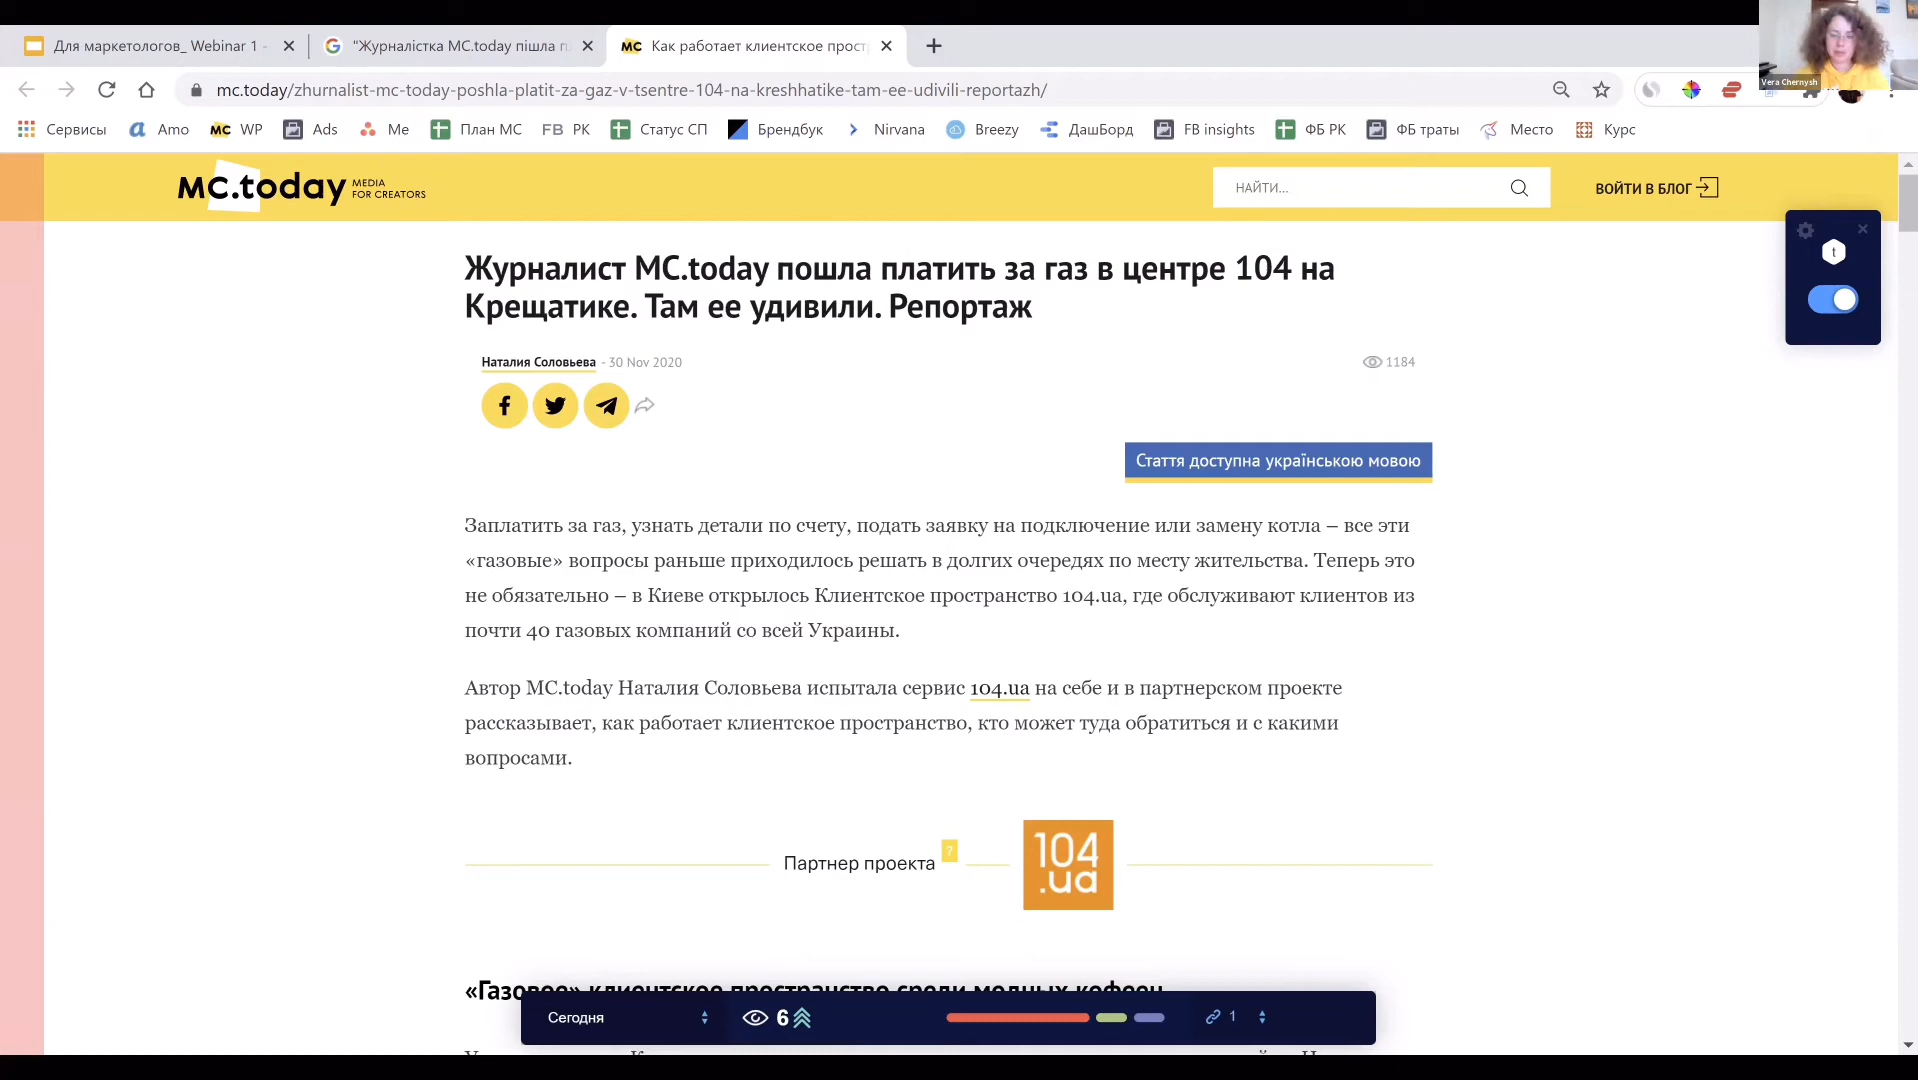 Для маркетологов_ Webinar 1 -
"Журналістка MC.today пішла п
MC
Как работает клиентское прост
Vera Chernysh
mc.today/zhurnalist-mc-today-poshla-platit-za-gaz-v-tsentre-104-na-kreshhatike-tam-ee-udivili-reportazh/
Сервисы
Amo
MC WP
Ads
Me
План МС
FB РК
Статус СП
Брендбук
Nirvana
Breezy
ДашБорд
FB insights
ФБ РК
ФБ траты
Место
Курс
MC.today MEDIA FOR CREATORS
НАЙТИ...
ВОЙТИ В БЛОГ
t
Журналист MC.today пошла платить за газ в центре 104 на
Крещатике. Там ее удивили. Репортаж
Наталия Соловьева - 30 Nov 2020
1184
Стаття доступна українською мовою
Заплатить за газ, узнать детали по счету, подать заявку на подключение или замену котла – все эти
«газовые» вопросы раньше приходилось решать в долгих очередях по месту жительства. Теперь это
не обязательно – в Киеве открылось Клиентское пространство 104.ua, где обслуживают клиентов из
почти 40 газовых компаний со всей Украины.
Автор MC.today Наталия Соловьева испытала сервис 104.ua на себе и в партнерском проекте
рассказывает, как работает клиентское пространство, кто может туда обратиться и с какими
вопросами.
Партнер проекта ?
104
.ua
«Газовое» клиентское пространство среди модных кофеен
Сегодня
6
1